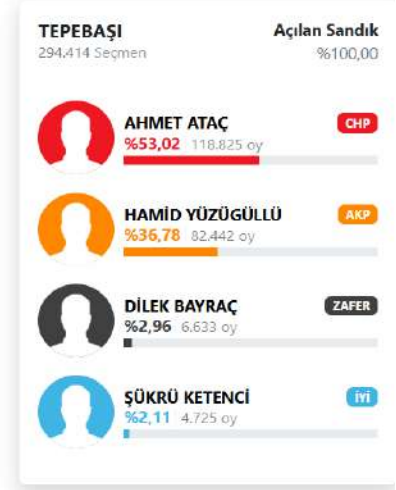 TEPEBAŞI Açılan Sandık
294.414 Seçmen %100,00
AHMET ATAÇ CHP
%53,02 118.825 oy
HAMİD YÜZÜGÜLLÜ AKP
%36,78 82.442 oy
DİLEK BAYRAÇ ZAFER
%2,96 6.633 oy
ŞÜKRÜ KETENCİ İYİ
%2,11 4.725 oy